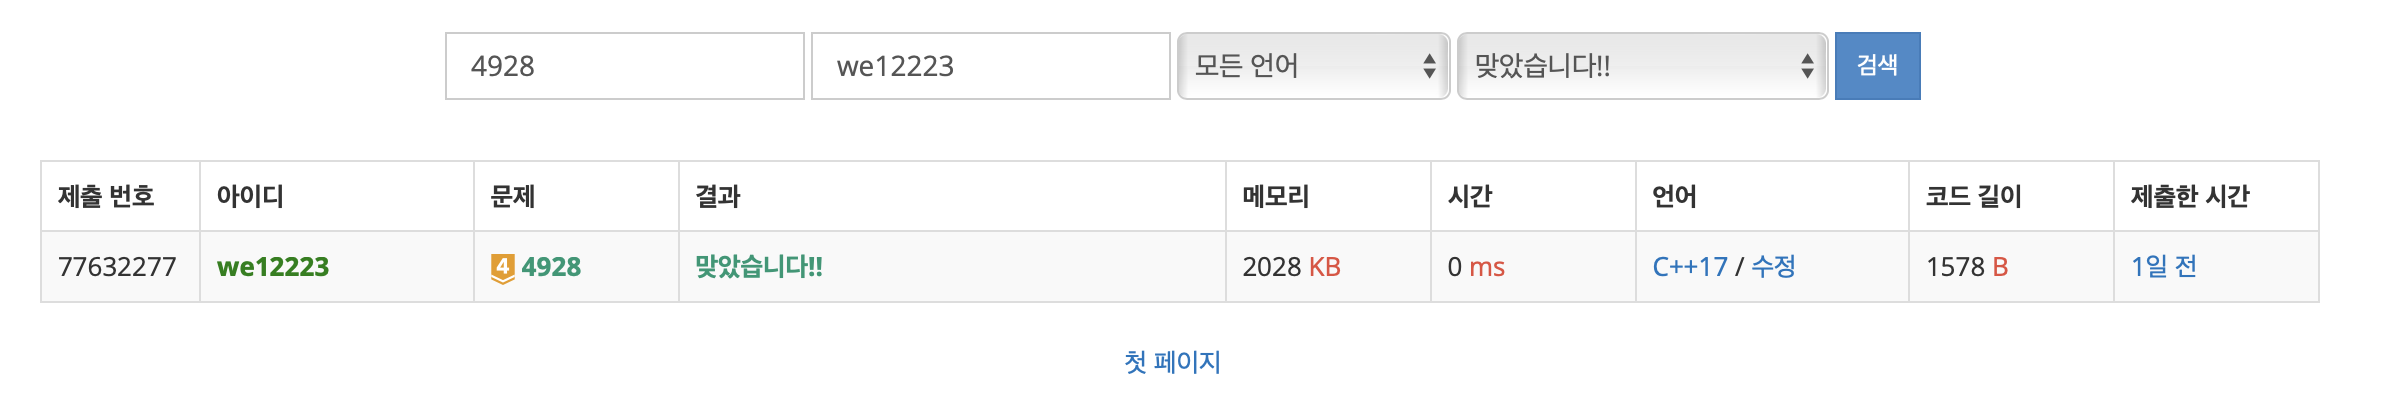 4928 we12223 모든 언어 맞았습니다!! 검색
제출 번호 아이디 문제 결과 메모리 시간 언어 코드 길이 제출한 시간
77632277 we12223 4 4928 맞았습니다!! 2028 KB 0 ms C++17 / 수정 1578 B 1일 전
첫 페이지